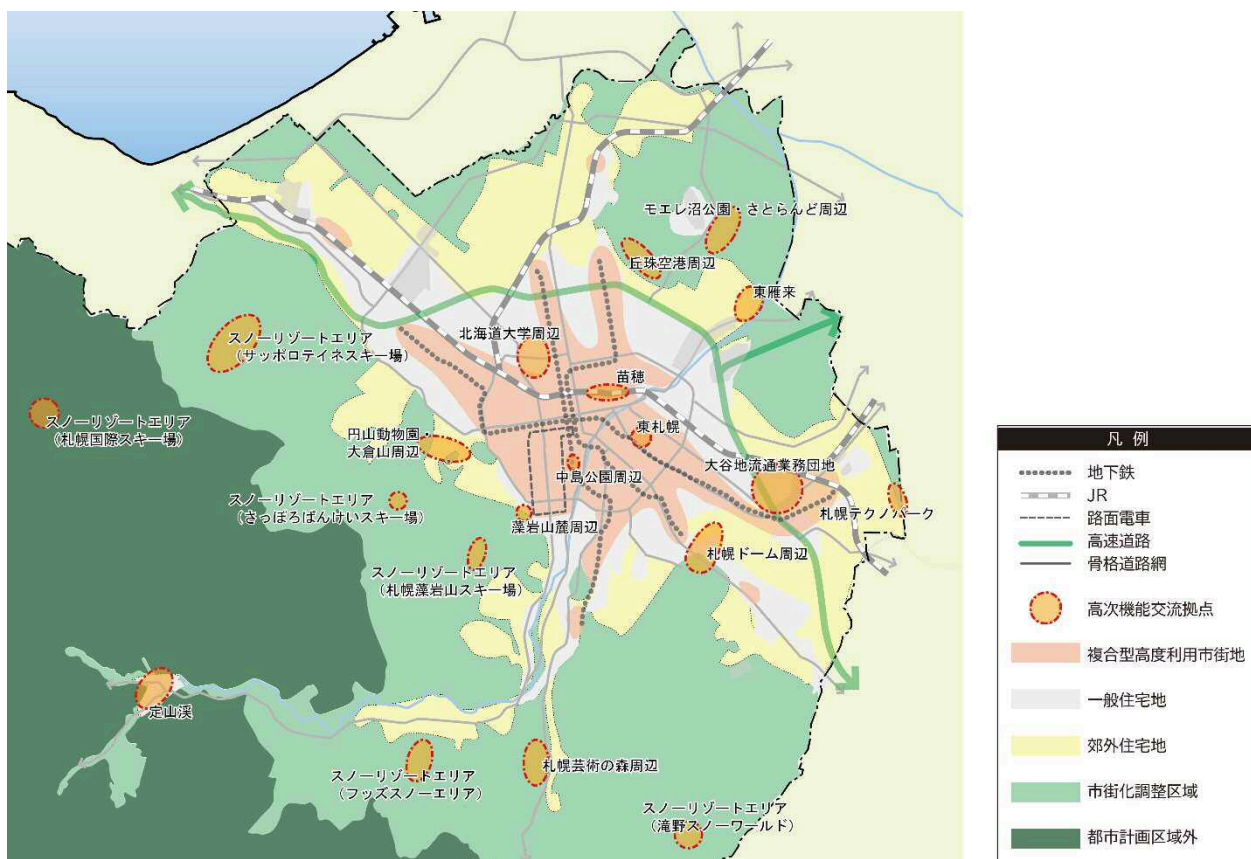 モエレ沼公園・さとらんど周辺
丘珠空港周辺
東雁来
北海道大学周辺
スノーリゾートエリア
（サッポロテイネスキー場）
苗穂
スノーリゾートエリア
（札幌国際スキー場）
円山動物園・
大倉山周辺
東札幌
中島公園周辺
大谷地流通業務団地
スノーリゾートエリア
（さっぽろばんけいスキー場）
藻岩山麓周辺
札幌テクノパーク
札幌ドーム周辺
スノーリゾートエリア
（札幌藻岩山スキー場）
定山渓
スノーリゾートエリア
（フッズスノーエリア）
札幌芸術の森周辺
スノーリゾートエリア
（滝野スノーワールド）
凡 例
地下鉄
JR
路面電車
高速道路
骨格道路網
高次機能交流拠点
複合型高度利用市街地
一般住宅地
郊外住宅地
市街化調整区域
都市計画区域外